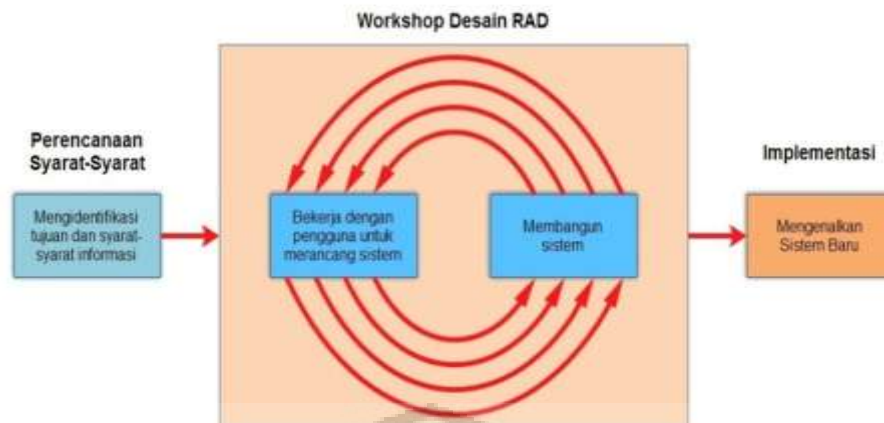 Workshop Desain RAD
Perencanaan
Syarat-Syarat
Mengidentifikasi
tujuan dan syarat-
syarat informasi
Bekerja dengan
pengguna untuk
merancang sistem
Membangun
sistem
Implementasi
Mengenalkan
Sistem Baru